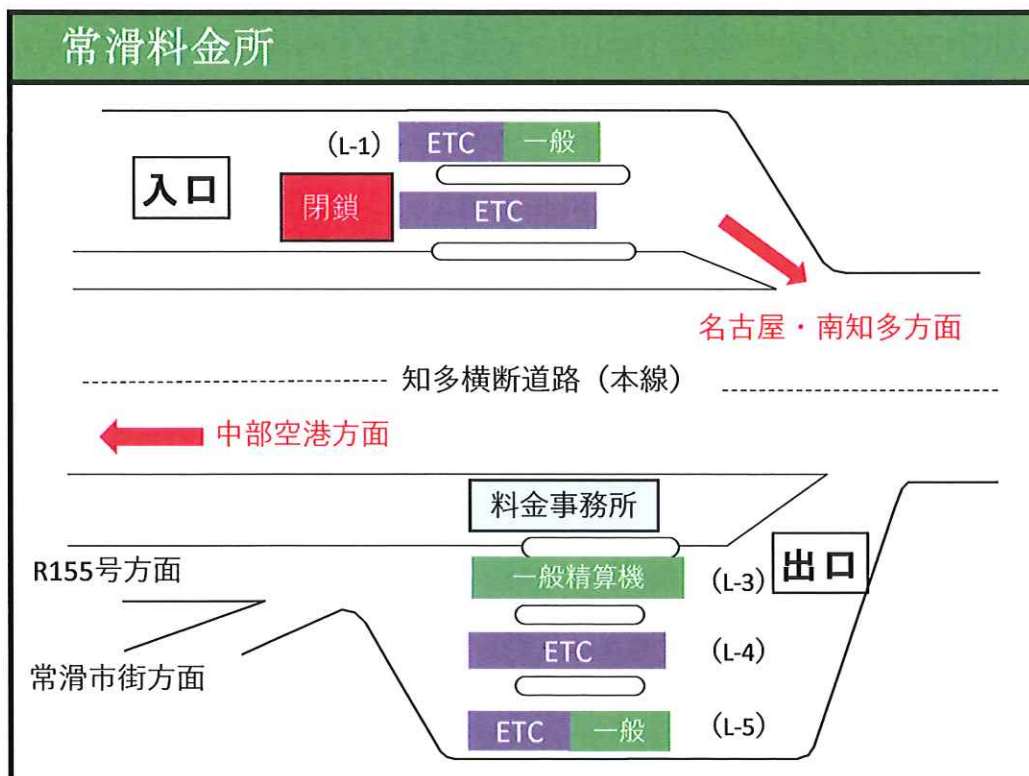 常滑料金所
(L-1)
ETC
一般
入口
閉鎖
ETC
名古屋・南知多方面
知多横断道路（本線）
中部空港方面
料金事務所
R155号方面
一般精算機
(L-3)
出口
ETC
(L-4)
常滑市街方面
ETC
一般
(L-5)